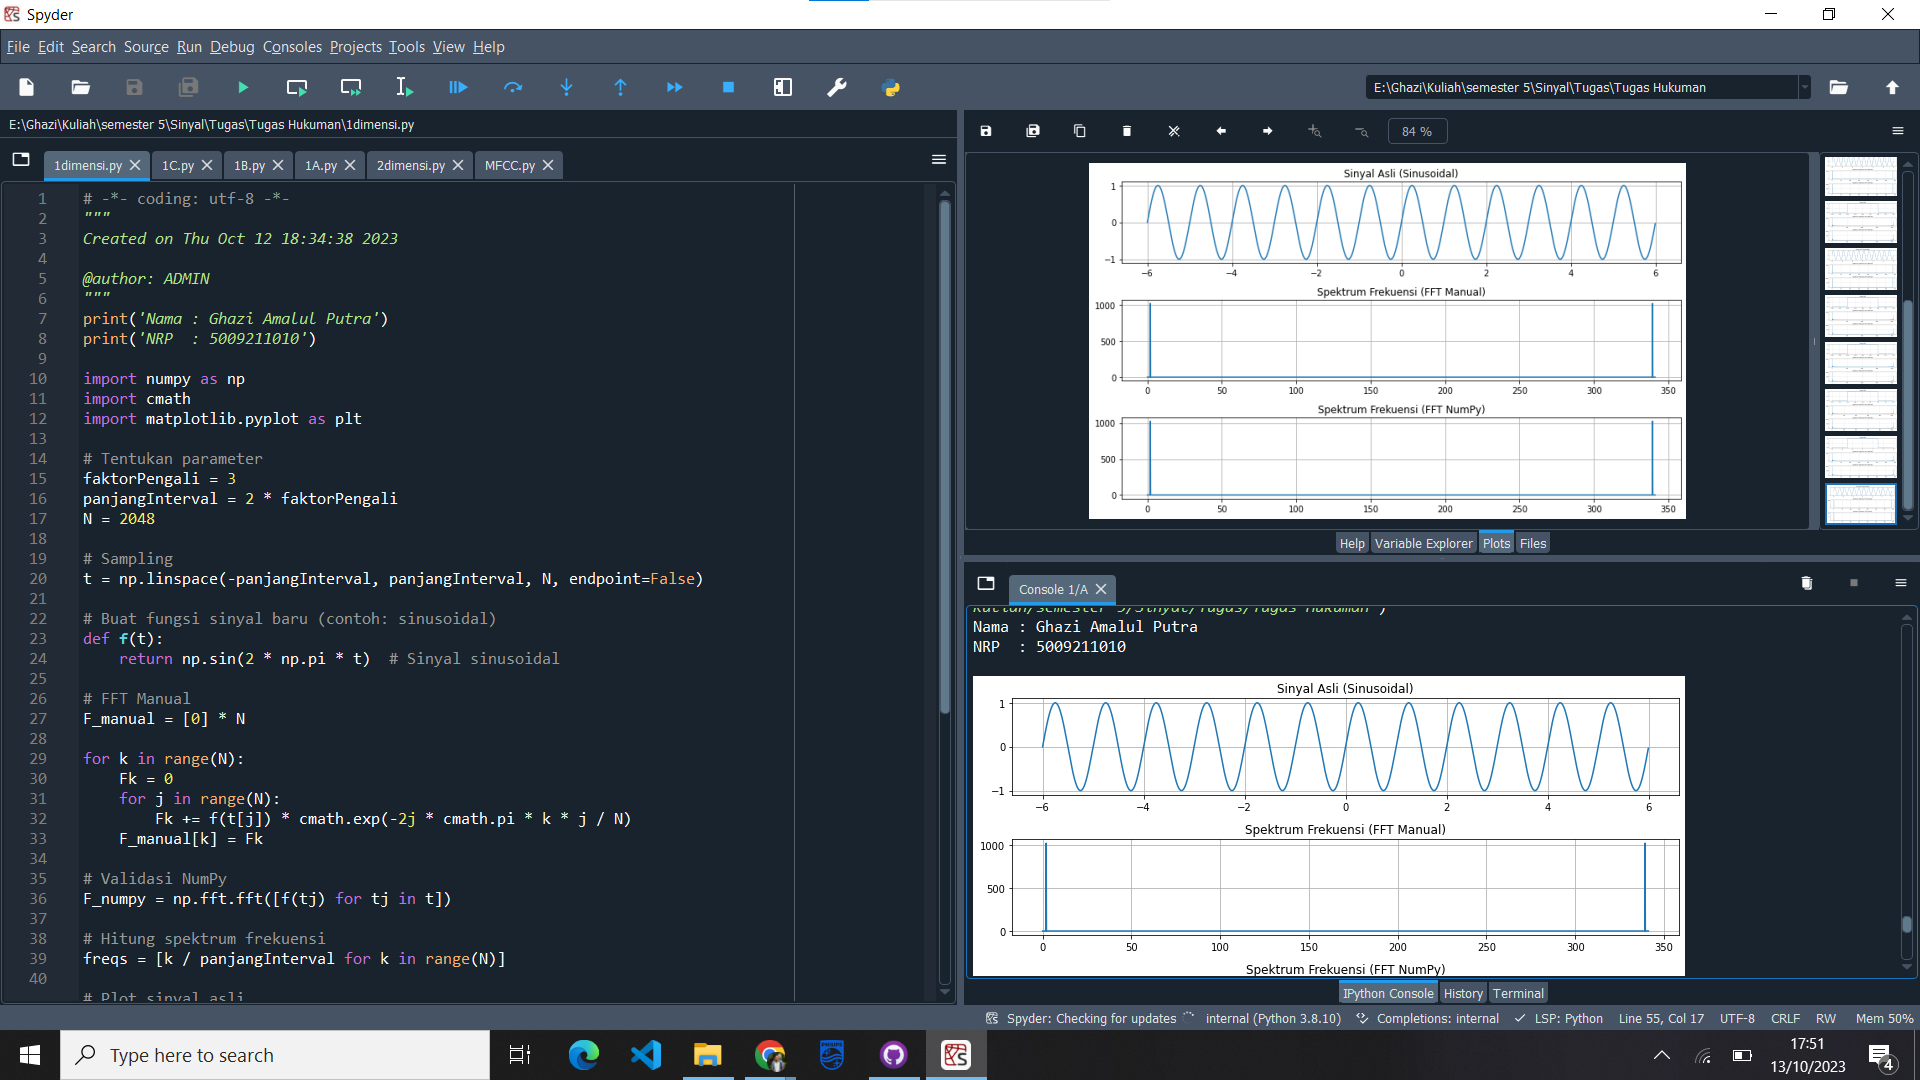 Spyder
File Edit Search Source Run Debug Consoles Projects Tools View Help
E:\Ghazi\Kuliah\semester 5\Sinyal\Tugas\Tugas Hukuman
E:\Ghazi\Kuliah\semester 5\Sinyal\Tugas\Tugas Hukuman\1dimensi.py
1dimensi.py 1C.py 1B.py 1A.py 2dimensi.py MFCC.py
1 # -*- coding: utf-8 -*-
2 """
3 Created on Thu Oct 12 18:34:38 2023
4
5 @author: ADMIN
6 """
7 print('Nama : Ghazi Amalul Putra')
8 print('NRP  : 5009211010')
9
10 import numpy as np
11 import cmath
12 import matplotlib.pyplot as plt
13
14 # Tentukan parameter
15 faktorPengali = 3
16 panjangInterval = 2 * faktorPengali
17 N = 2048
18
19 # Sampling
20 t = np.linspace(-panjangInterval, panjangInterval, N, endpoint=False)
21
22 # Buat fungsi sinyal baru (contoh: sinusoidal)
23 def f(t):
24     return np.sin(2 * np.pi * t)  # Sinyal sinusoidal
25
26 # FFT Manual
27 F_manual = [0] * N
28
29 for k in range(N):
30     Fk = 0
31     for j in range(N):
32         Fk += f(t[j]) * cmath.exp(-2j * cmath.pi * k * j / N)
33     F_manual[k] = Fk
34
35 # Validasi NumPy
36 F_numpy = np.fft.fft([f(tj) for tj in t])
37
38 # Hitung spektrum frekuensi
39 freqs = [k / panjangInterval for k in range(N)]
40
# Plot sinyal asli
84 %
Sinyal Asli (Sinusoidal)
1
0
−1
−6 −4 −2 0 2 4 6
Spektrum Frekuensi (FFT Manual)
1000
500
0
0 50 100 150 200 250 300 350
Spektrum Frekuensi (FFT NumPy)
1000
500
0
0 50 100 150 200 250 300 350
Help Variable Explorer Plots Files
Console 1/A
Kuliah/semester 5/Sinyal/Tugas/Tugas Hukuman')
Nama : Ghazi Amalul Putra
NRP  : 5009211010
Sinyal Asli (Sinusoidal)
1
0
−1
−6 −4 −2 0 2 4 6
Spektrum Frekuensi (FFT Manual)
1000
500
0
0 50 100 150 200 250 300 350
Spektrum Frekuensi (FFT NumPy)
IPython Console History Terminal
Spyder: Checking for updates internal (Python 3.8.10) Completions: internal LSP: Python Line 55, Col 17 UTF-8 CRLF RW Mem 50%
Type here to search
PHILIPS
17:51
13/10/2023
4